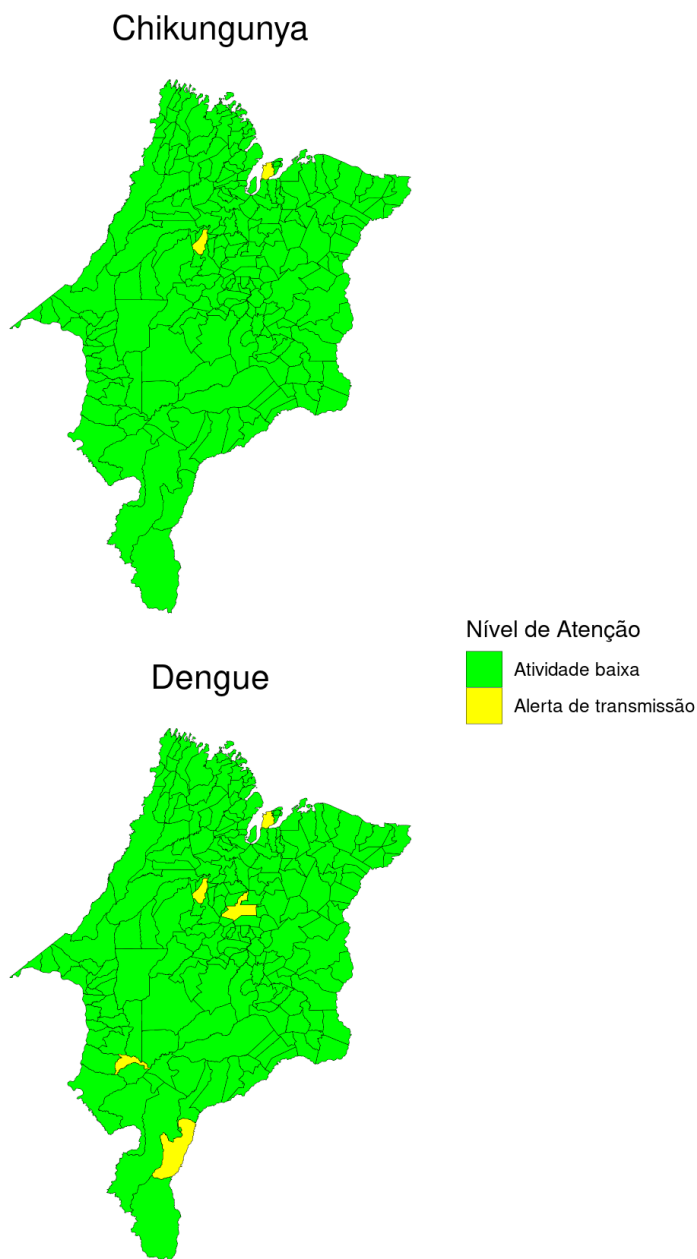 Chikungunya
Nível de Atenção
Atividade baixa
Alerta de transmissão
Dengue